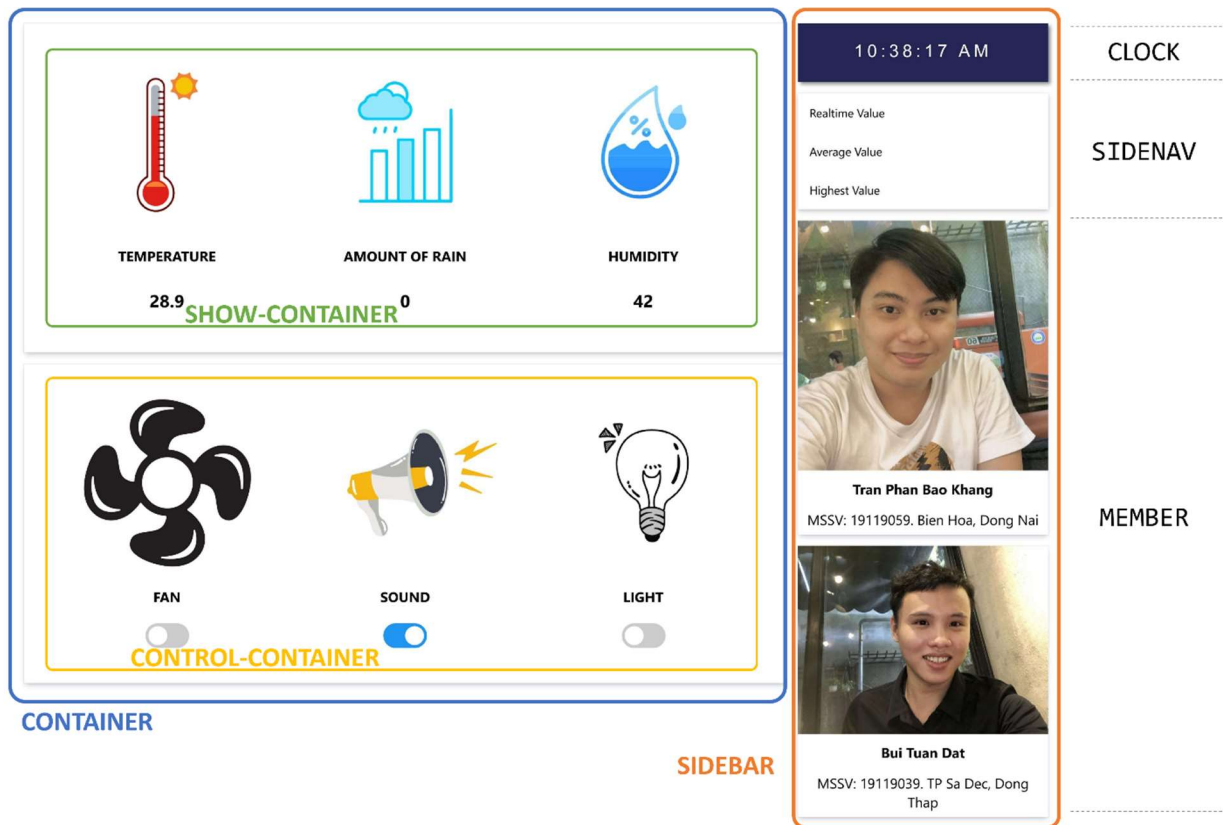 TEMPERATURE
AMOUNT OF RAIN
HUMIDITY
28.9
0
42
SHOW-CONTAINER
FAN
SOUND
LIGHT
CONTROL-CONTAINER
CONTAINER
10:38:17 AM
Realtime Value
Average Value
Highest Value
Tran Phan Bao Khang
MSSV: 19119059. Bien Hoa, Dong Nai
Bui Tuan Dat
MSSV: 19119039. TP Sa Dec, Dong
Thap
SIDEBAR
CLOCK
SIDENAV
MEMBER